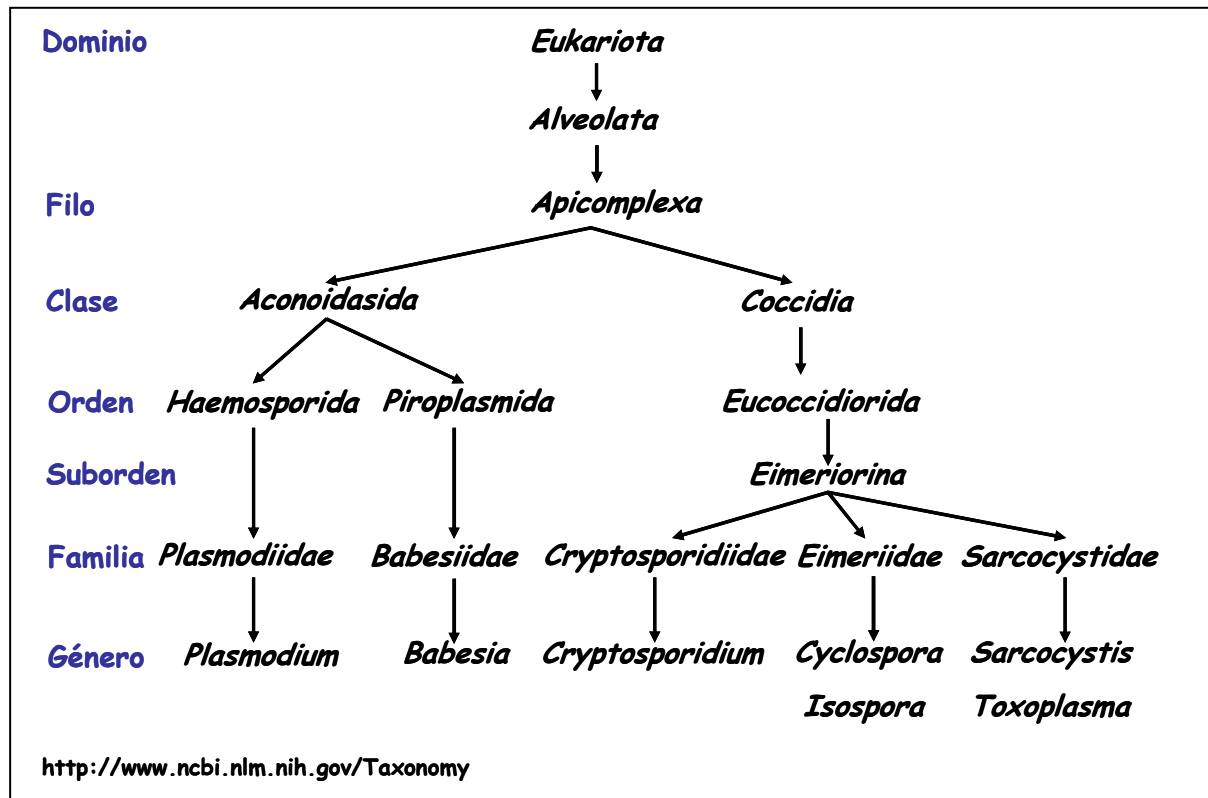 Dominio Eukariota
Alveolata
Filo Apicomplexa
Clase Aconoidasida Coccidia
Orden Haemosporida Piroplasmida Eucoccidiorida
Suborden Eimeriorina
Familia Plasmodiidae Babesiidae Cryptosporidiidae Eimeriidae Sarcocystidae
Género Plasmodium Babesia Cryptosporidium Cyclospora Sarcocystis
Isospora Toxoplasma
http://www.ncbi.nlm.nih.gov/Taxonomy